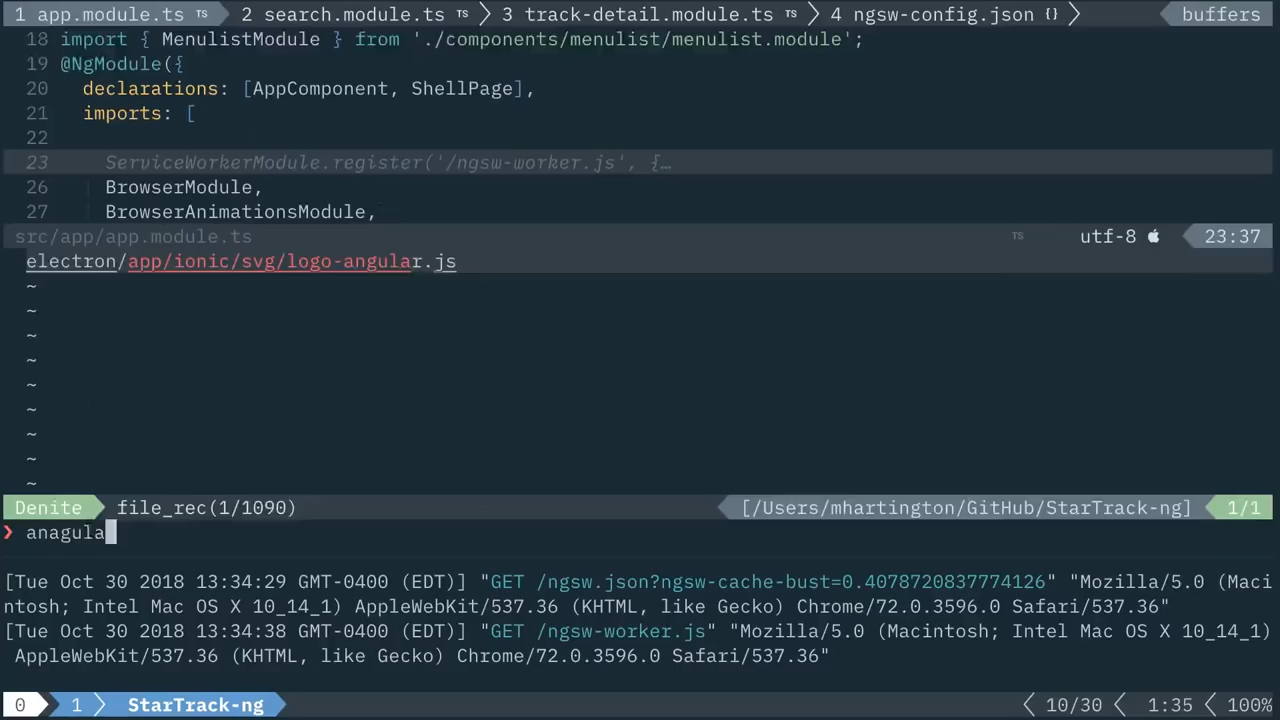 1 app.module.ts TS 2 search.module.ts TS 3 track-detail.module.ts TS 4 ngsw-config.json {} buffers
18 import { MenulistModule } from './components/menulist/menulist.module';
19 @NgModule({
20 declarations: [AppComponent, ShellPage],
21 imports: [
22
23 ServiceWorkerModule.register('/ngsw-worker.js', {…
26 BrowserModule,
27 BrowserAnimationsModule,
src/app/app.module.ts TS utf-8 23:37
electron/app/ionic/svg/logo-angular.js
~
~
~
~
~
~
~
~
~
Denite file_rec(1/1090) [/Users/mhartington/GitHub/StarTrack-ng] 1/1
❯ anagula
[Tue Oct 30 2018 13:34:29 GMT-0400 (EDT)] "GET /ngsw.json?ngsw-cache-bust=0.4078720837774126" "Mozilla/5.0 (Maci
ntosh; Intel Mac OS X 10_14_1) AppleWebKit/537.36 (KHTML, like Gecko) Chrome/72.0.3596.0 Safari/537.36"
[Tue Oct 30 2018 13:34:38 GMT-0400 (EDT)] "GET /ngsw-worker.js" "Mozilla/5.0 (Macintosh; Intel Mac OS X 10_14_1)
AppleWebKit/537.36 (KHTML, like Gecko) Chrome/72.0.3596.0 Safari/537.36"
0 1 StarTrack-ng 10/30 1:35 100%